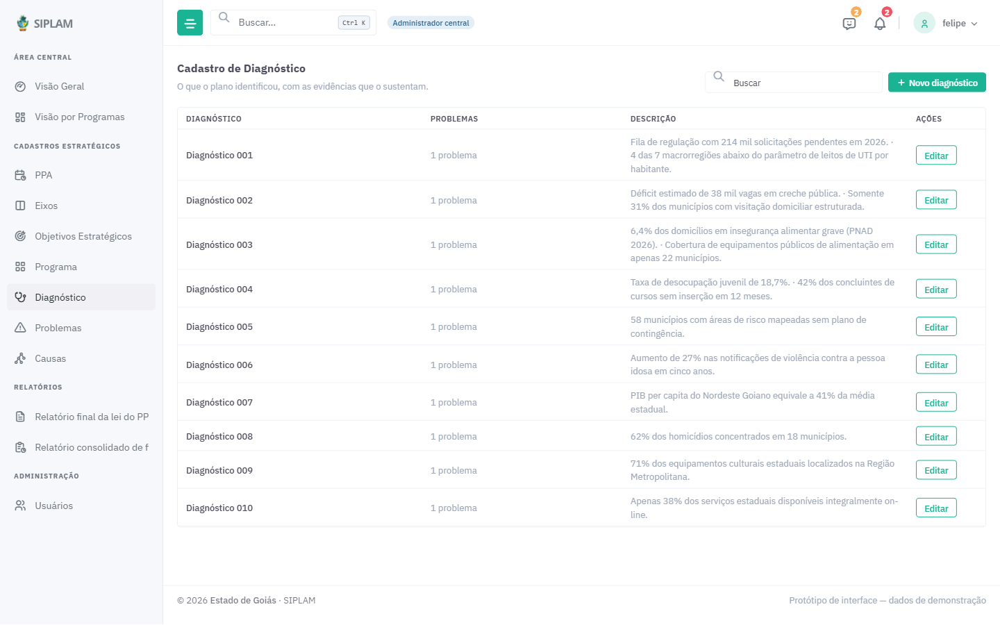 SIPLAM
Buscar...
Ctrl K
Administrador central
2
2
felipe
ÁREA CENTRAL
Visão Geral
Visão por Programas
CADASTROS ESTRATÉGICOS
PPA
Eixos
Objetivos Estratégicos
Programa
Diagnóstico
Problemas
Causas
RELATÓRIOS
Relatório final da lei do PP
Relatório consolidado de f
ADMINISTRAÇÃO
Usuários
Cadastro de Diagnóstico
O que o plano identificou, com as evidências que o sustentam.
Buscar
+ Novo diagnóstico
DIAGNÓSTICO PROBLEMAS DESCRIÇÃO AÇÕES
Diagnóstico 001 1 problema
Fila de regulação com 214 mil solicitações pendentes em 2026. ·
4 das 7 macrorregiões abaixo do parâmetro de leitos de UTI por
habitante.
Editar
Diagnóstico 002 1 problema
Déficit estimado de 38 mil vagas em creche pública. · Somente
31% dos municípios com visitação domiciliar estruturada.
Editar
Diagnóstico 003 1 problema
6,4% dos domicílios em insegurança alimentar grave (PNAD
2026). · Cobertura de equipamentos públicos de alimentação em
apenas 22 municípios.
Editar
Diagnóstico 004 1 problema
Taxa de desocupação juvenil de 18,7%. · 42% dos concluintes de
cursos sem inserção em 12 meses.
Editar
Diagnóstico 005 1 problema
58 municípios com áreas de risco mapeadas sem plano de
contingência.
Editar
Diagnóstico 006 1 problema
Aumento de 27% nas notificações de violência contra a pessoa
idosa em cinco anos.
Editar
Diagnóstico 007 1 problema
PIB per capita do Nordeste Goiano equivale a 41% da média
estadual.
Editar
Diagnóstico 008 1 problema
62% dos homicídios concentrados em 18 municípios.
Editar
Diagnóstico 009 1 problema
71% dos equipamentos culturais estaduais localizados na Região
Metropolitana.
Editar
Diagnóstico 010 1 problema
Apenas 38% dos serviços estaduais disponíveis integralmente on-
line.
Editar
© 2026 Estado de Goiás · SIPLAM
Protótipo de interface — dados de demonstração